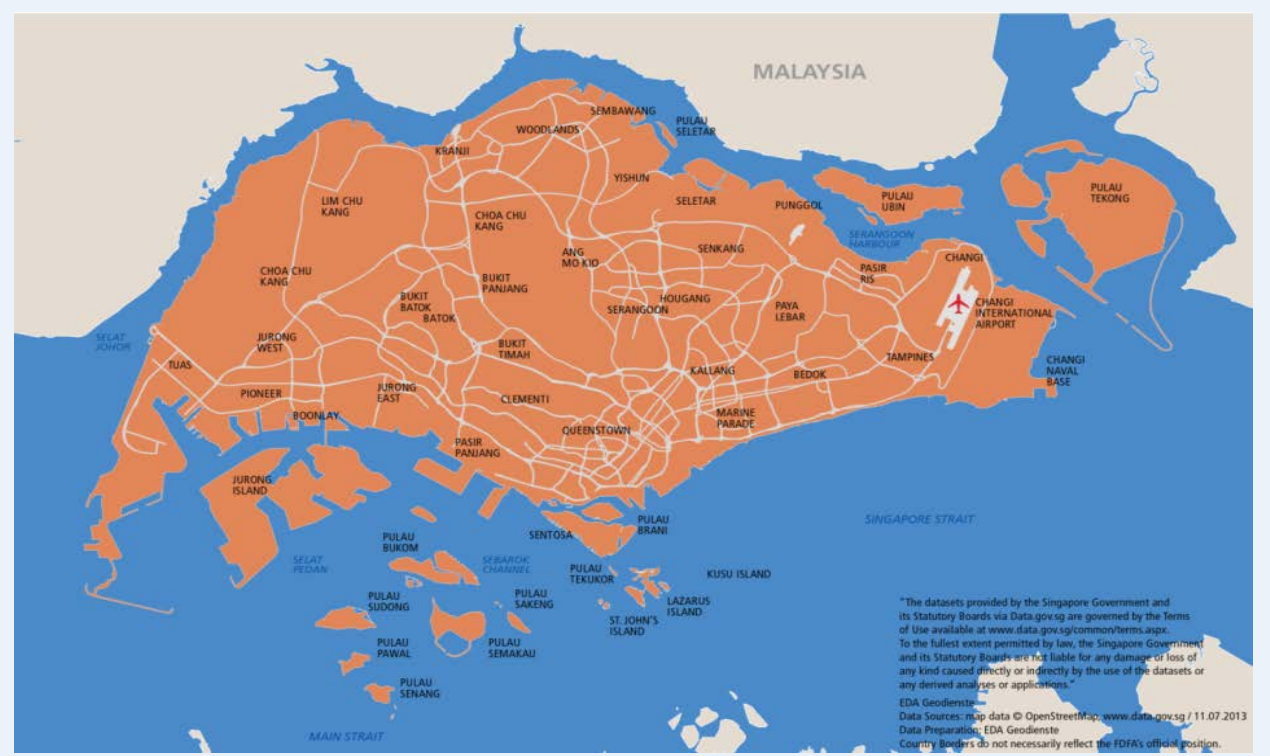 MALAYSIA
SEMBAWANG
WOODLANDS
PULAU
SELETAR
KRANJI
YISHUN
LIM CHU
KANG
SELETAR
PUNGGOL
PULAU
UBIN
PULAU
TEKONG
CHOA CHU
KANG
SERANGOON
HARBOUR
ANG
MO KIO
SENKANG
CHANGI
CHOA CHU
KANG
BUKIT
PANJANG
PASIR
RIS
BUKIT
BATOK
BATOK
HOUGANG
SERANGOON
PAYA
LEBAR
CHANGI
INTERNATIONAL
AIRPORT
SELAT
JOHOR
JURONG
WEST
BUKIT
TIMAH
TUAS
TAMPINES
CHANGI
NAVAL
BASE
KALLANG
BEDOK
PIONEER
JURONG
EAST
CLEMENTI
BOONLAY
MARINE
PARADE
QUEENSTOWN
PASIR
PANJANG
JURONG
ISLAND
SINGAPORE STRAIT
PULAU
BRANI
SENTOSA
PULAU
BUKOM
SELAT
PEDAN
SEBAROK
CHANNEL
PULAU
TEKUKOR
KUSU ISLAND
PULAU
SUDONG
PULAU
SAKENG
LAZARUS
ISLAND
ST. JOHN'S
ISLAND
PULAU
PAWAL
PULAU
SEMAKAU
PULAU
SENANG
MAIN STRAIT
"The datasets provided by the Singapore Government and
its Statutory Boards via Data.gov.sg are governed by the Terms
of Use available at www.data.gov.sg/common/terms.aspx.
To the fullest extent permitted by law, the Singapore Government
and its Statutory Boards are not liable for any damage or loss of
any kind caused directly or indirectly by the use of the datasets or
any derived analyses or applications."
EDA Geodienste
Data Sources: map data © OpenStreetMap, www.data.gov.sg / 11.07.2013
Data Preparation: EDA Geodienste
Country Borders do not necessarily reflect the FDFA's official position.